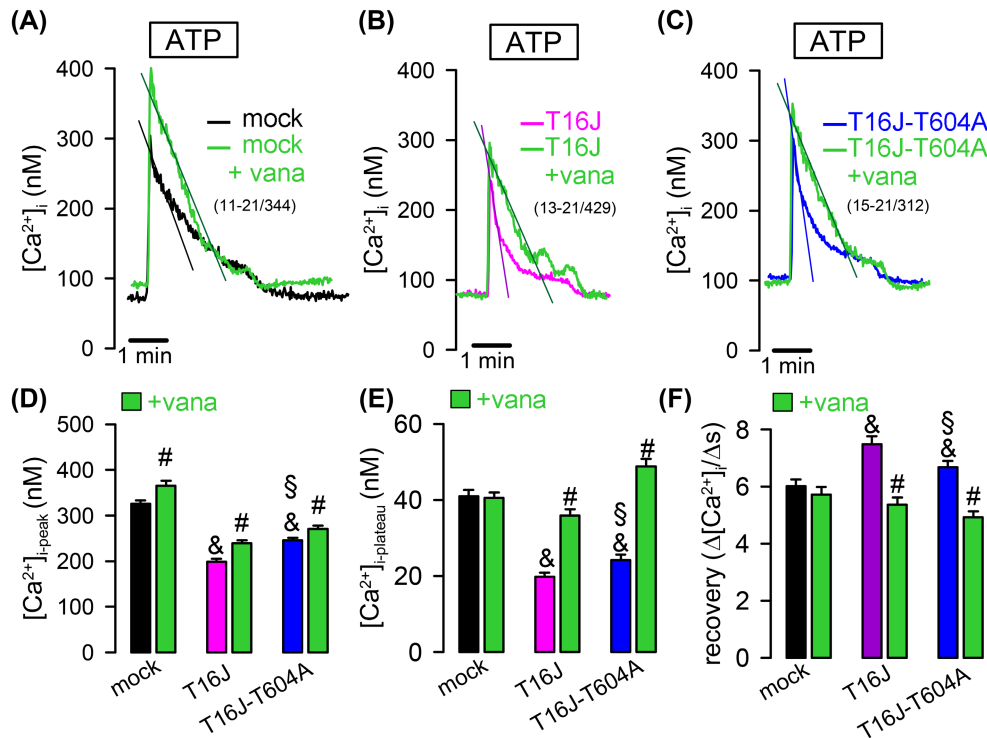 (A)
ATP
400
300
200
100
0
[Ca²⁺]ᵢ (nM)
mock
mock
+ vana
(11-21/344)
1 min
(B)
ATP
400
300
200
100
0
[Ca²⁺]ᵢ (nM)
T16J
T16J
+vana
(13-21/429)
1 min
(C)
ATP
400
300
200
100
0
[Ca²⁺]ᵢ (nM)
T16J-T604A
T16J-T604A
+vana
(15-21/312)
1 min
(D)
+vana
500
400
300
200
100
0
[Ca²⁺]i-peak (nM)
#
&
#
§
&
#
mock
T16J
T16J-T604A
(E)
+vana
60
40
20
0
[Ca²⁺]i-plateau (nM)
&
#
§
&
#
mock
T16J
T16J-T604A
(F)
+vana
8
6
4
2
0
recovery (Δ[Ca²⁺]ᵢ/Δs)
&
#
§
&
#
mock
T16J
T16J-T604A